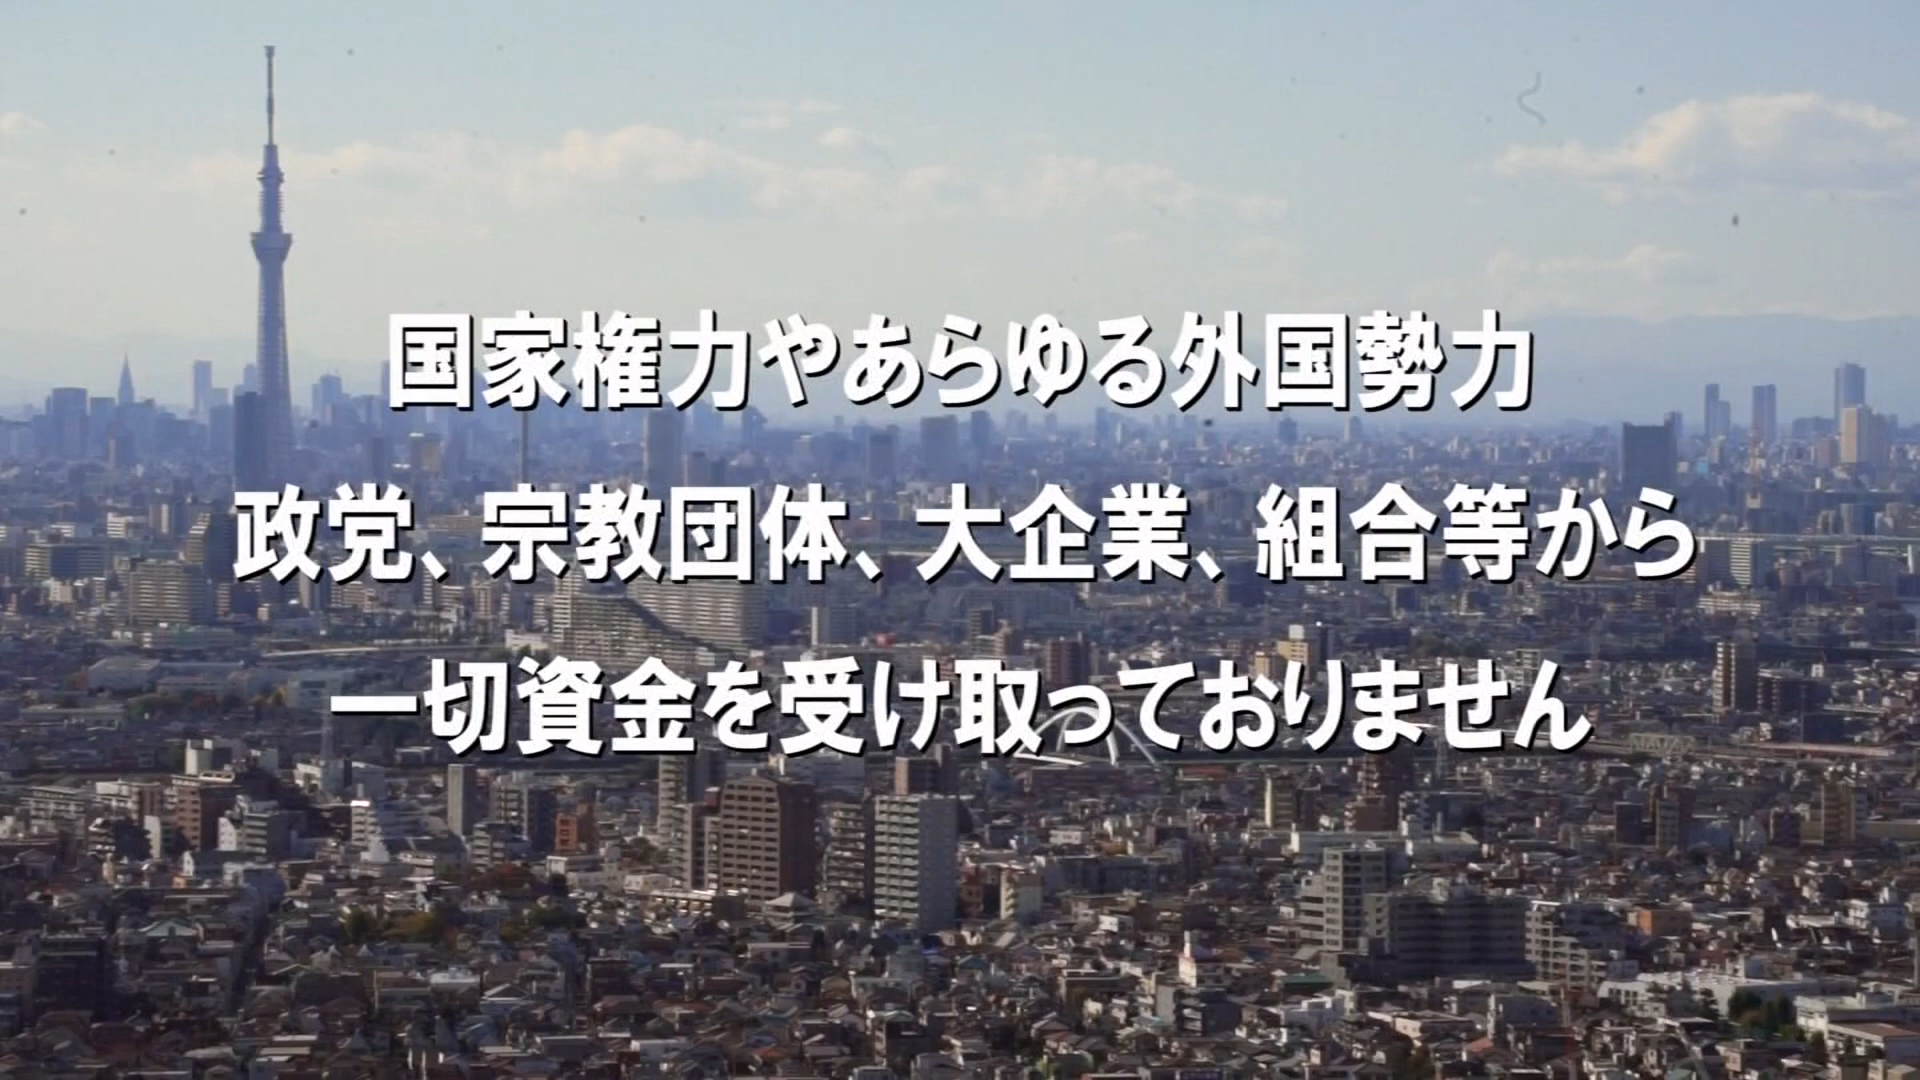 国家権力やあらゆる外国勢力
政党、宗教団体、大企業、組合等から
一切資金を受け取っておりません